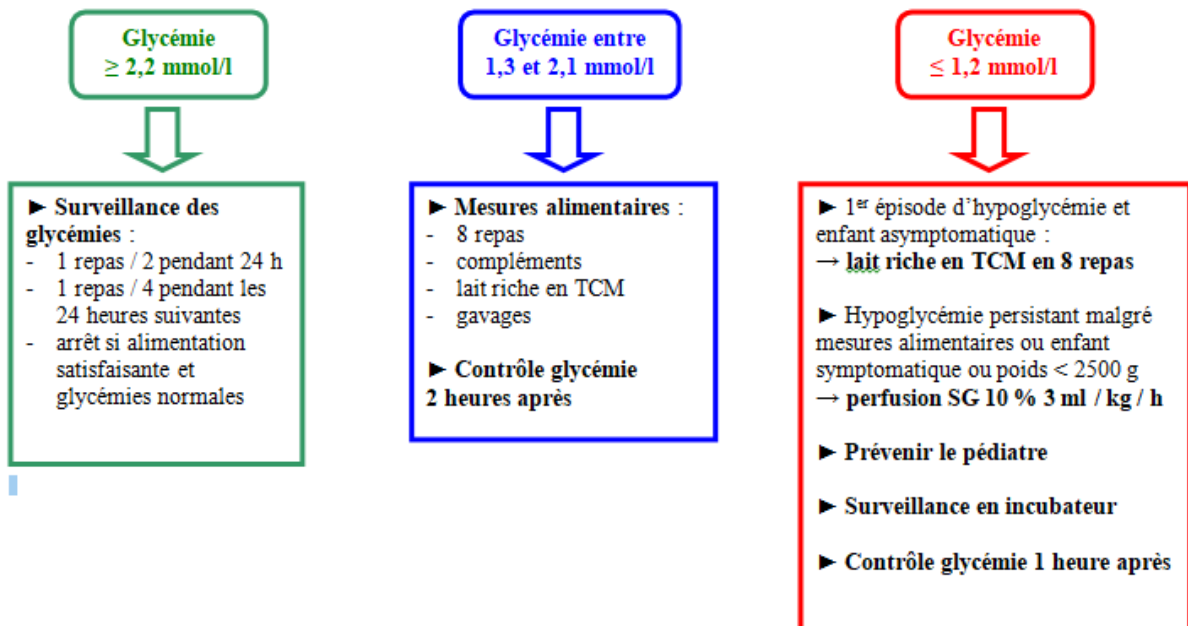 Glycémie
≥ 2,2 mmol/l
► Surveillance des
glycémies :
- 1 repas / 2 pendant 24 h
- 1 repas / 4 pendant les
24 heures suivantes
- arrêt si alimentation
satisfaisante et
glycémies normales
Glycémie entre
1,3 et 2,1 mmol/l
► Mesures alimentaires :
- 8 repas
- compléments
- lait riche en TCM
- gavages
► Contrôle glycémie
2 heures après
Glycémie
≤ 1,2 mmol/l
► 1er épisode d’hypoglycémie et
enfant asymptomatique :
→ lait riche en TCM en 8 repas
► Hypoglycémie persistant malgré
mesures alimentaires ou enfant
symptomatique ou poids < 2500 g
→ perfusion SG 10 % 3 ml / kg / h
► Prévenir le pédiatre
► Surveillance en incubateur
► Contrôle glycémie 1 heure après